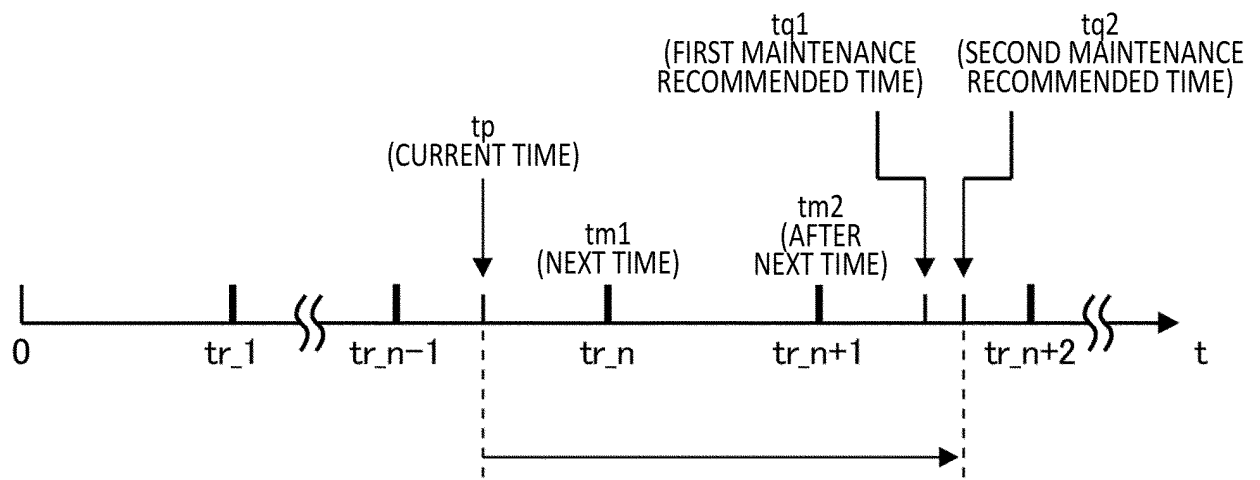 tq1
(FIRST MAINTENANCE
RECOMMENDED TIME)
tq2
(SECOND MAINTENANCE
RECOMMENDED TIME)
tp
(CURRENT TIME)
tm1
(NEXT TIME)
tm2
(AFTER
NEXT TIME)
0
tr_1
tr_n-1
tr_n
tr_n+1
tr_n+2
t